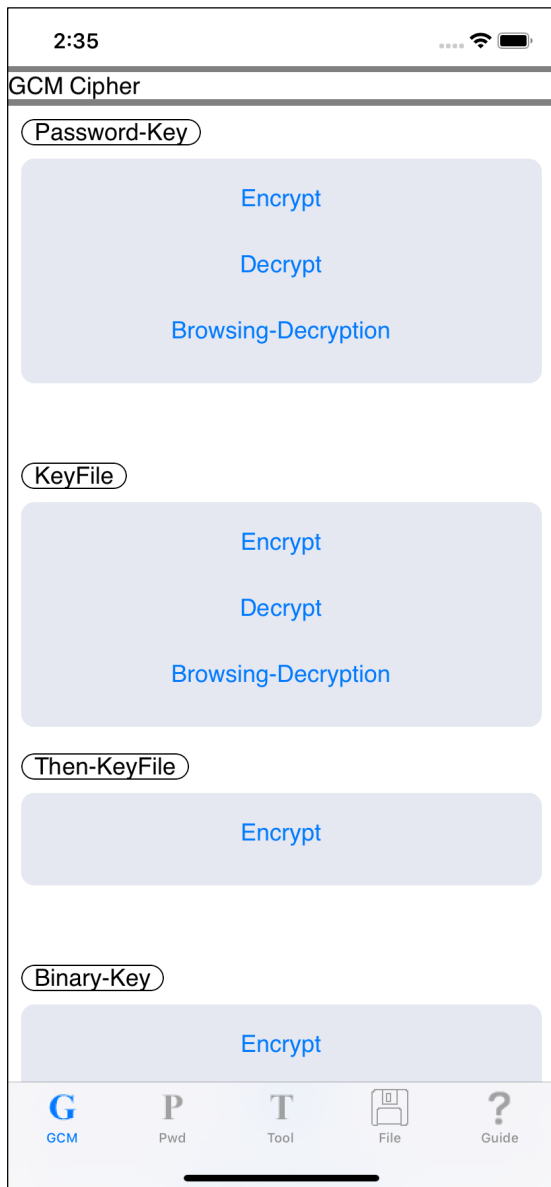 2:35
GCM Cipher
Password-Key
Encrypt
Decrypt
Browsing-Decryption
KeyFile
Encrypt
Decrypt
Browsing-Decryption
Then-KeyFile
Encrypt
Binary-Key
Encrypt
G P T ?
GCM Pwd Tool File Guide